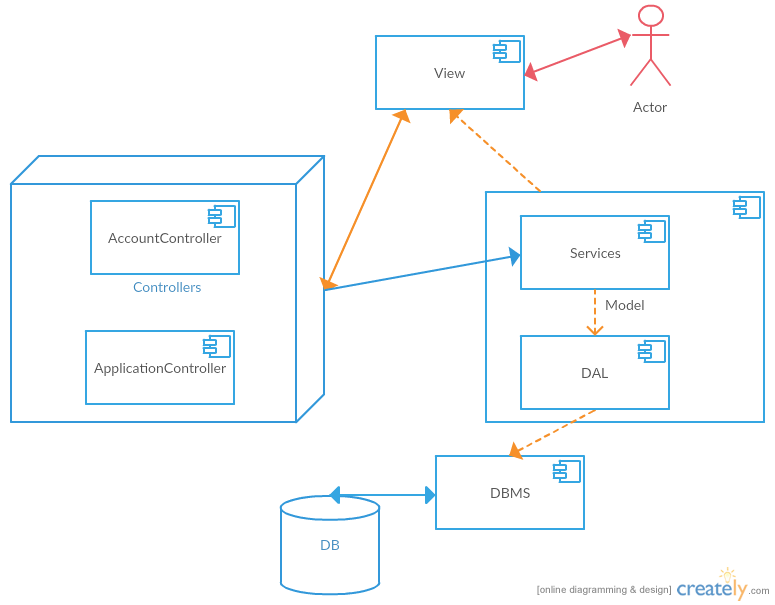 View
Actor
AccountController
Controllers
ApplicationController
Services
Model
DAL
DBMS
DB
[online diagramming & design] creately.com